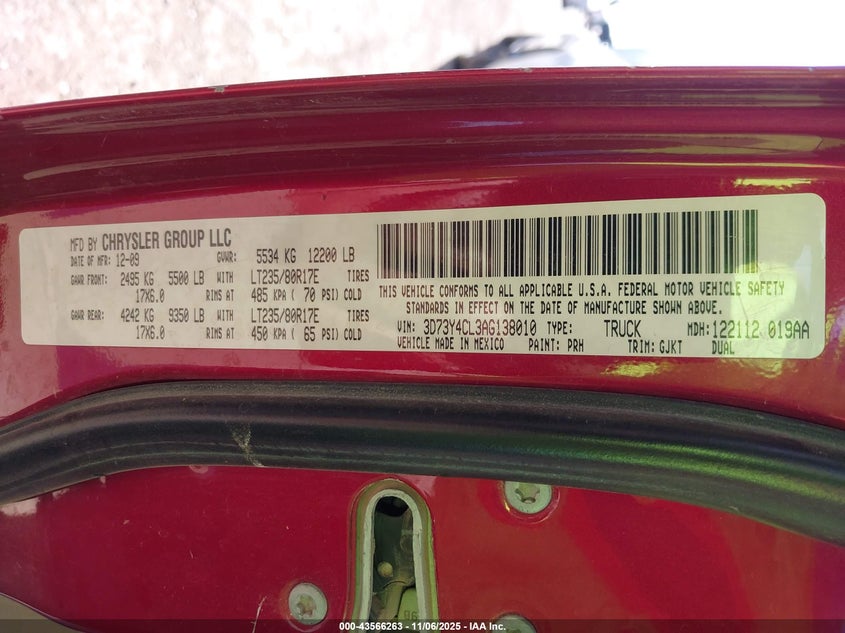 MFD BY CHRYSLER GROUP LLC
DATE OF MFD: 12-09 GVWR: 5534 KG 12200 LB
GAWR FRONT: 2495 KG 5500 LB WITH LT235/80R17E TIRES
17X6.0 RIMS AT 485 KPA ( 70 PSI) COLD
GAWR REAR: 4242 KG 9350 LB WITH LT235/80R17E TIRES
17X6.0 RIMS AT 450 KPA ( 65 PSI) COLD
THIS VEHICLE CONFORMS TO ALL APPLICABLE U.S.A. FEDERAL MOTOR VEHICLE SAFETY
STANDARDS IN EFFECT ON THE DATE OF MANUFACTURE SHOWN ABOVE.
VIN: 3D73Y4CL3AG138010 TYPE: TRUCK MDH: 122112 019AA
VEHICLE MADE IN MEXICO PAINT: PRH TRIM: GJKT DUAL
000-43566263 - 11/06/2025 - IAA Inc.